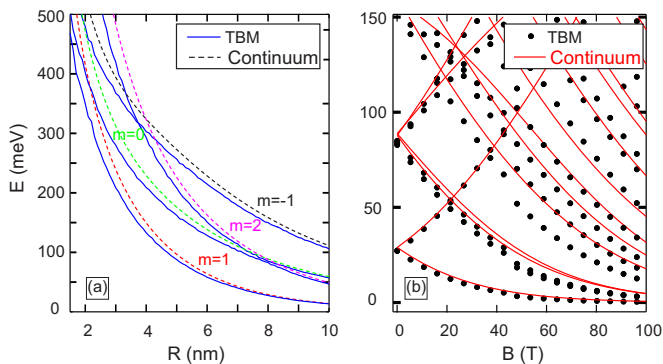 500
400
300
200
100
0
E (meV)
TBM
Continuum
m=0
m=-1
m=2
m=1
(a)
2 4 6 8 10
R (nm)
150
100
50
0
TBM
Continuum
(b)
0 20 40 60 80 100
B (T)